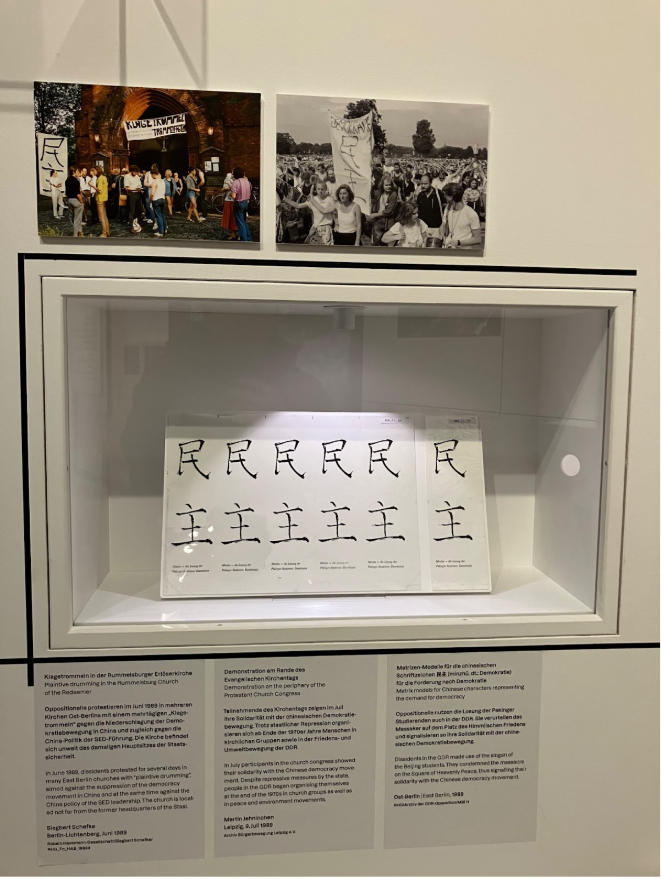 KLAGETROMMEL
民
民 民 民 民 民 民
主 主 主 主 主 主
Klagetrommeln in der Rummelsburger Erlöserkirche
Plaintive drumming in the Rummelsburg Church
of the Redeemer
Oppositionelle protestieren im Juni 1989 in mehreren
Kirchen Ost-Berlins mit einem mehrtägigen „Klage-
trommeln“ gegen die Niederschlagung der Demo-
kratiebewegung in China und zugleich gegen die
China-Politik der SED-Führung. Die Kirche befindet
sich unweit des damaligen Hauptsitzes der Staats-
sicherheit.
In June 1989, dissidents protested for several days in
many East Berlin churches with “plaintive drumming”,
aimed against the suppression of the democracy
movement in China and at the same time against the
China policy of the SED leadership. The church is locat-
ed not far from the former headquarters of the Stasi.
Siegbert Schefke
Berlin-Lichtenberg, Juni 1989
Demonstration am Rande des
Evangelischen Kirchentags
Demonstration on the periphery of the
Protestant Church Congress
Teilnehmende des Kirchentags zeigen im Juli
ihre Solidarität mit der chinesischen Demokratie-
bewegung. Trotz staatlicher Repression organi-
sieren sich ab Ende der 1970er Jahre Menschen in
kirchlichen Gruppen sowie in der Friedens- und
Umweltbewegung der DDR.
In July participants in the church congress showed
their solidarity with the Chinese democracy move-
ment. Despite repressive measures by the state,
people in the GDR began organising themselves
at the end of the 1970s in church groups as well as
in peace and environment movements.
Martin Jehnichen
Leipzig, 9. Juli 1989
Archiv Bürgerbewegung Leipzig e.V.
Matrizen-Modelle für die chinesischen
Schriftzeichen 民主 (mínzhǔ, dt.: Demokratie)
für die Forderung nach Demokratie
Matrix models for Chinese characters representing
the demand for democracy
Oppositionelle nutzen die Losung der Pekinger
Studierenden auch in der DDR. Sie verurteilen das
Massaker auf dem Platz des Himmlischen Friedens
und signalisieren so ihre Solidarität mit der chine-
sischen Demokratiebewegung.
Dissidents in the GDR made use of the slogan of
the Beijing students. They condemned the massacre
on the Square of Heavenly Peace, thus signalling their
solidarity with the Chinese democracy movement.
Ost-Berlin | East Berlin, 1989